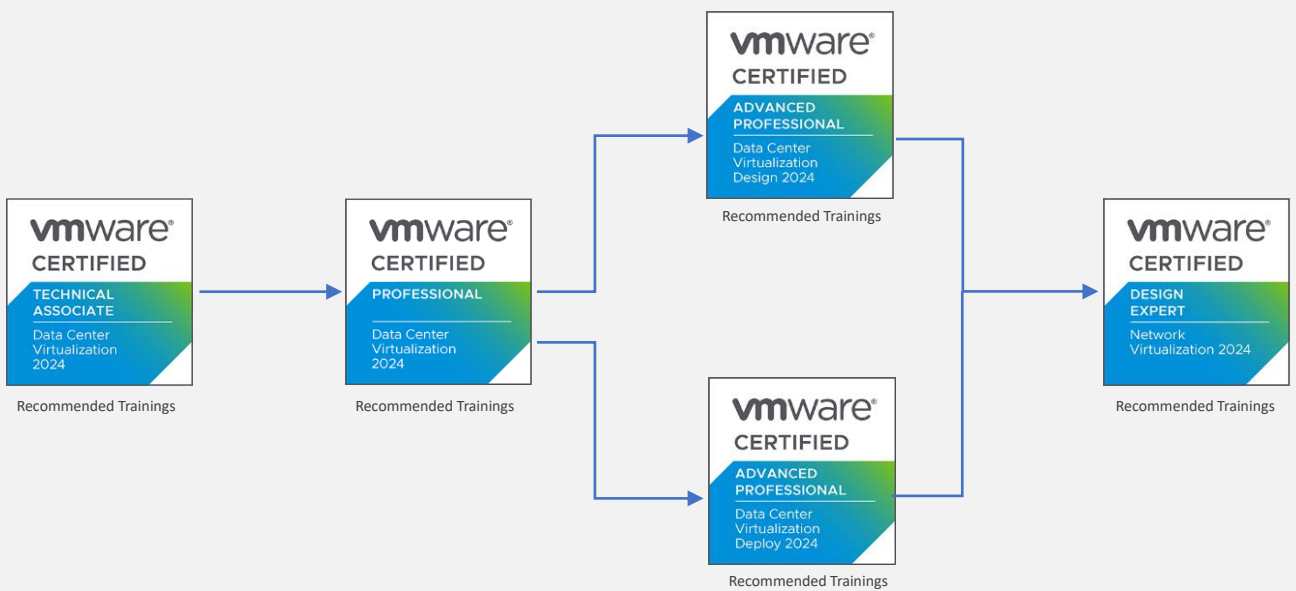 vmware®
CERTIFIED
TECHNICAL
ASSOCIATE
Data Center
Virtualization
2024
Recommended Trainings
vmware®
CERTIFIED
PROFESSIONAL
Data Center
Virtualization
2024
Recommended Trainings
vmware®
CERTIFIED
ADVANCED
PROFESSIONAL
Data Center
Virtualization
Design 2024
Recommended Trainings
vmware®
CERTIFIED
ADVANCED
PROFESSIONAL
Data Center
Virtualization
Deploy 2024
Recommended Trainings
vmware®
CERTIFIED
DESIGN
EXPERT
Network
Virtualization 2024
Recommended Trainings